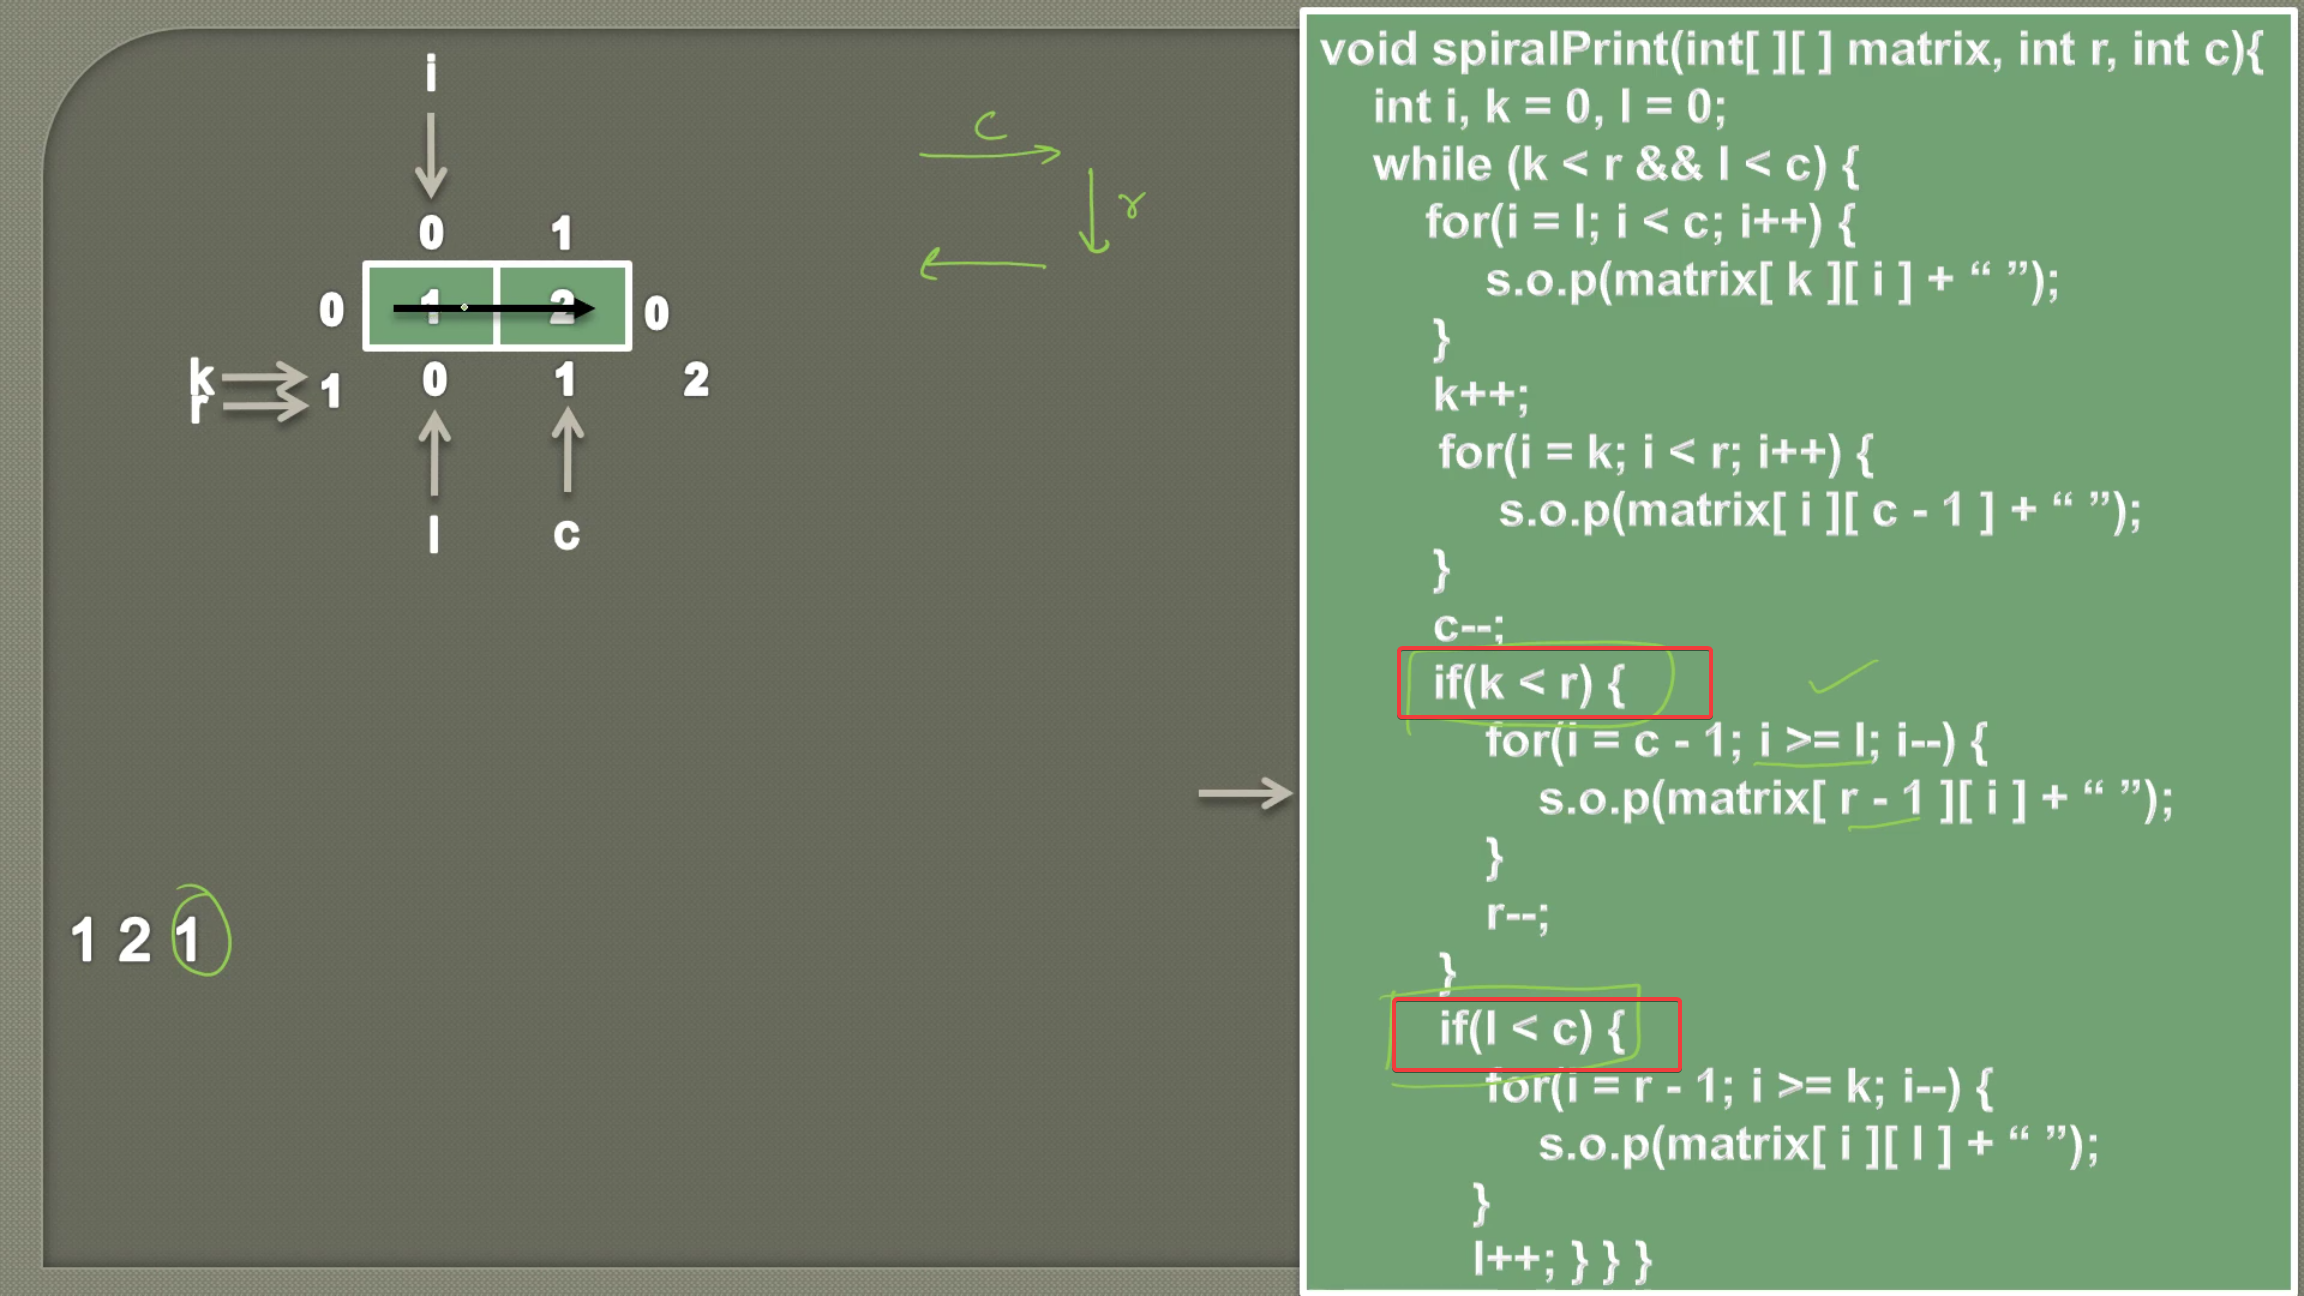 i
0 1
1 2
0 0
k 1 0 1 2
r
l c
c
r
1 2 1
void spiralPrint(int[ ][ ] matrix, int r, int c){
int i, k = 0, l = 0;
while (k < r && l < c) {
for(i = l; i < c; i++) {
s.o.p(matrix[ k ][ i ] + “ ”);
}
k++;
for(i = k; i < r; i++) {
s.o.p(matrix[ i ][ c - 1 ] + “ ”);
}
c--;
if(k < r) {
for(i = c - 1; i >= l; i--) {
s.o.p(matrix[ r - 1 ][ i ] + “ ”);
}
r--;
}
if(l < c) {
for(i = r - 1; i >= k; i--) {
s.o.p(matrix[ i ][ l ] + “ ”);
}
l++; } } }